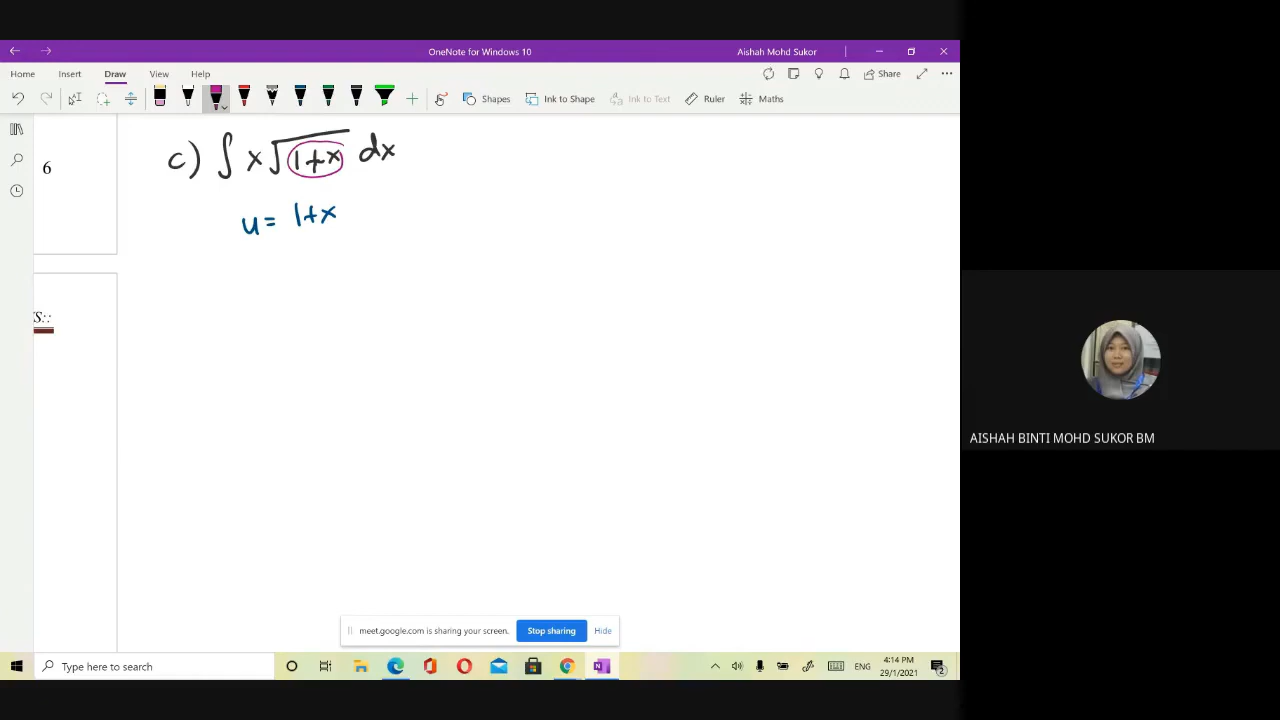 OneNote for Windows 10
Aishah Mohd Sukor
Home Insert Draw View Help
Share
Shapes Ink to Shape Ink to Text Ruler Maths
6
c) ∫ x√(1+x) dx
u = 1+x
S::
AISHAH BINTI MOHD SUKOR BM
meet.google.com is sharing your screen. Stop sharing Hide
Type here to search
ENG
4:14 PM
29/1/2021
2